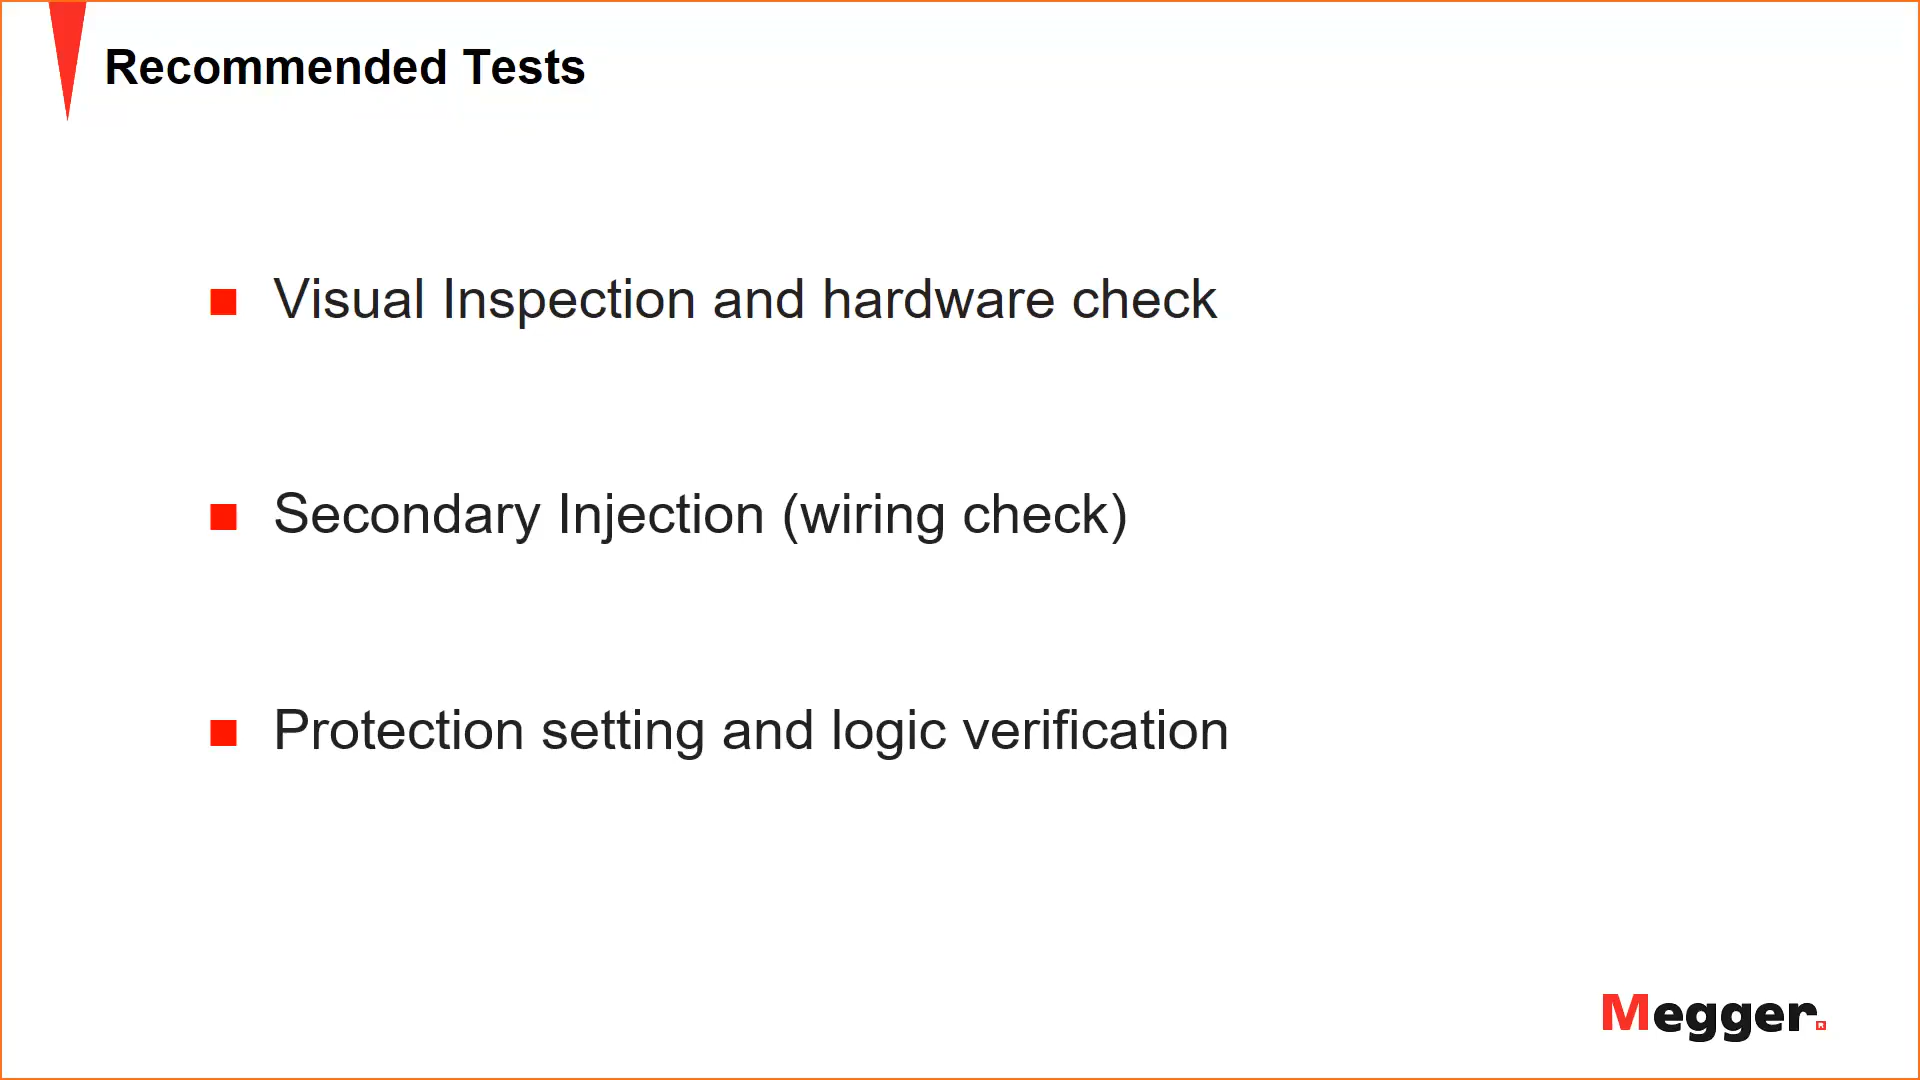 Recommended Tests
Visual Inspection and hardware check
Secondary Injection (wiring check)
Protection setting and logic verification
Megger